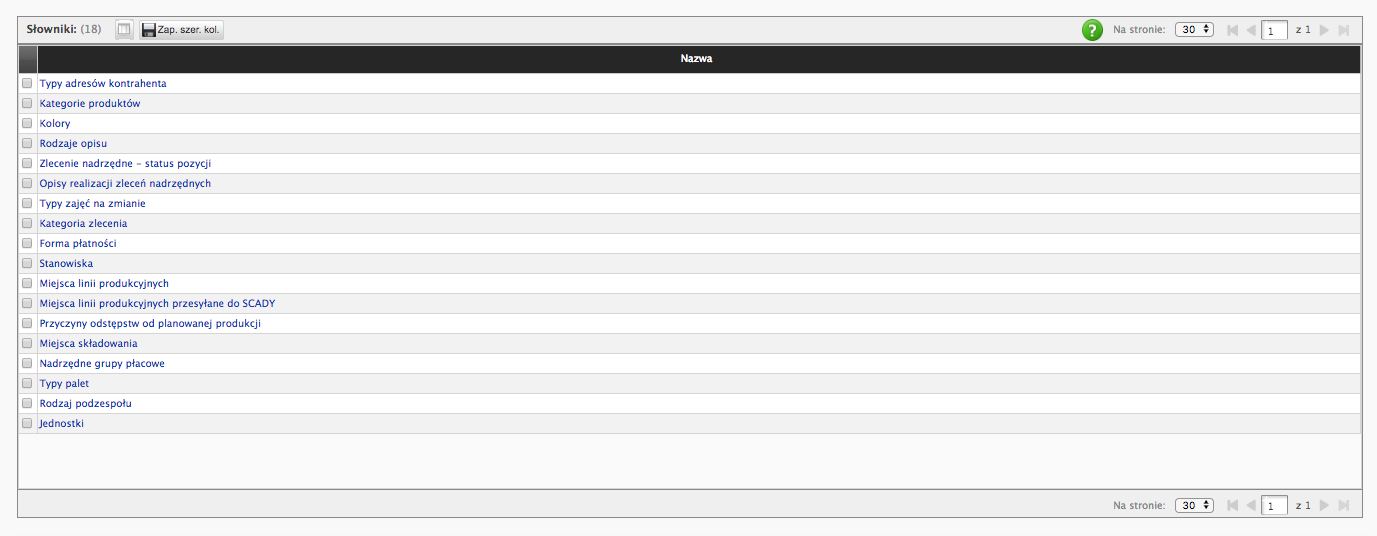 Słowniki: (18) Zap. szer. kol. ? Na stronie: 30 1 z 1
Nazwa
Typy adresów kontrahenta
Kategorie produktów
Kolory
Rodzaje opisu
Zlecenie nadrzędne - status pozycji
Opisy realizacji zleceń nadrzędnych
Typy zajęć na zmianie
Kategoria zlecenia
Forma płatności
Stanowiska
Miejsca linii produkcyjnych
Miejsca linii produkcyjnych przesyłane do SCADY
Przyczyny odstępstw od planowanej produkcji
Miejsca składowania
Nadrzędne grupy płacowe
Typy palet
Rodzaj podzespołu
Jednostki
Na stronie: 30 1 z 1